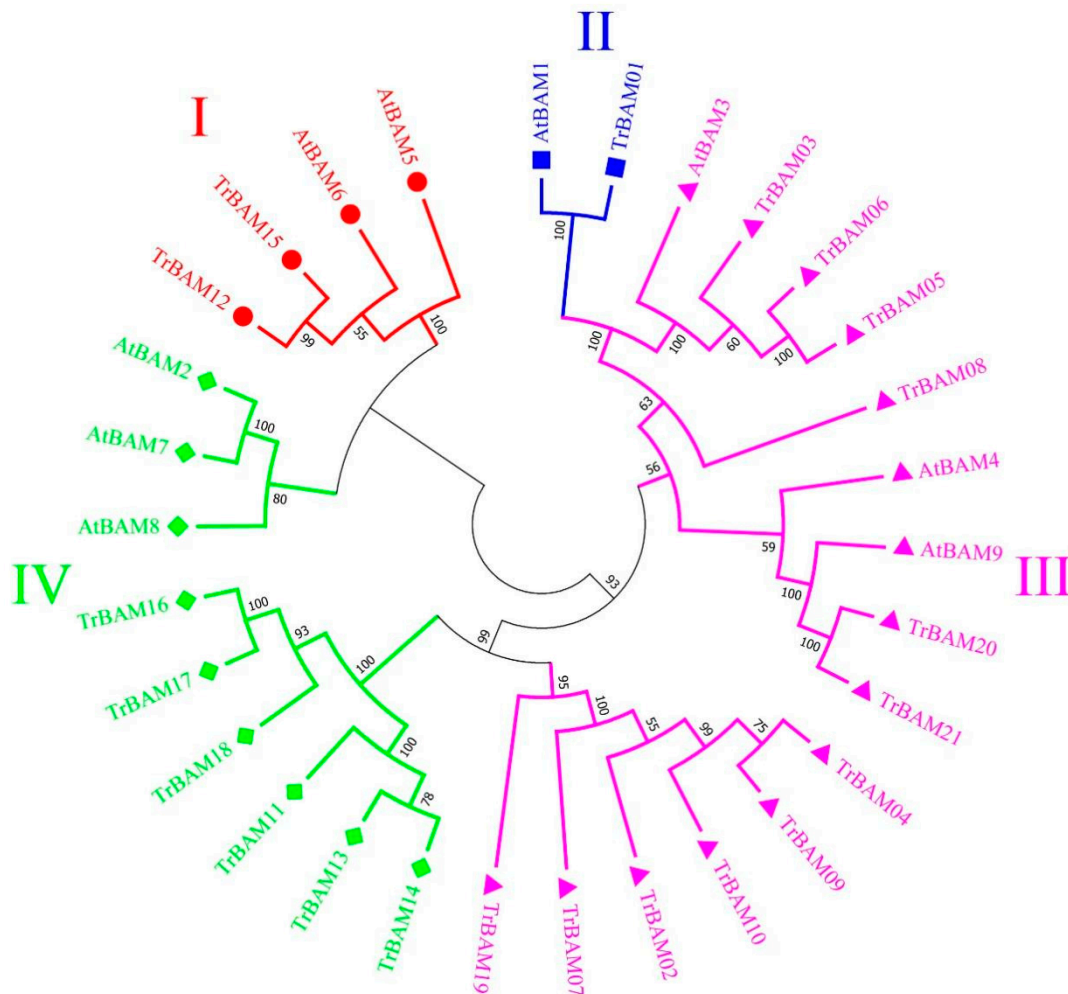 I
II
III
IV
AtBAM1
TrBAM01
AtBAM3
TrBAM03
TrBAM06
TrBAM05
TrBAM08
AtBAM4
AtBAM9
TrBAM20
TrBAM21
TrBAM04
TrBAM09
TrBAM10
TrBAM02
TrBAM07
TrBAM19
TrBAM14
TrBAM13
TrBAM11
TrBAM18
TrBAM17
TrBAM16
AtBAM8
AtBAM7
AtBAM2
TrBAM12
TrBAM15
AtBAM6
AtBAM5
100
100
100
60
100
63
56
59
100
100
93
99
95
100
55
99
75
100
93
100
100
78
100
80
99
55
100